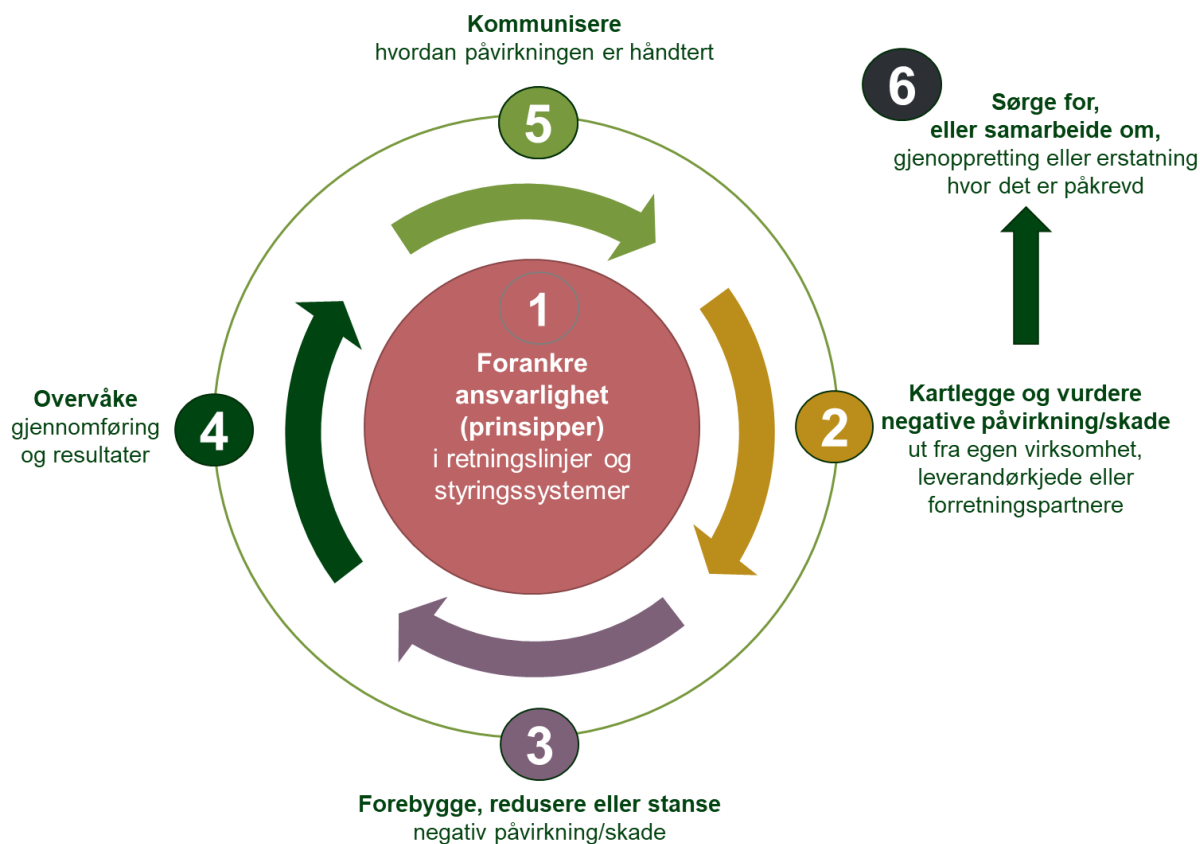 Kommunisere
hvordan påvirkningen er håndtert
5
6
Sørge for,
eller samarbeide om,
gjenoppretting eller erstatning
hvor det er påkrevd
1
Forankre
ansvarlighet
(prinsipper)
i retningslinjer og
styringssystemer
2
Kartlegge og vurdere
negative påvirkning/skade
ut fra egen virksomhet,
leverandørkjede eller
forretningspartnere
3
Forebygge, redusere eller stanse
negativ påvirkning/skade
4
Overvåke
gjennomføring
og resultater